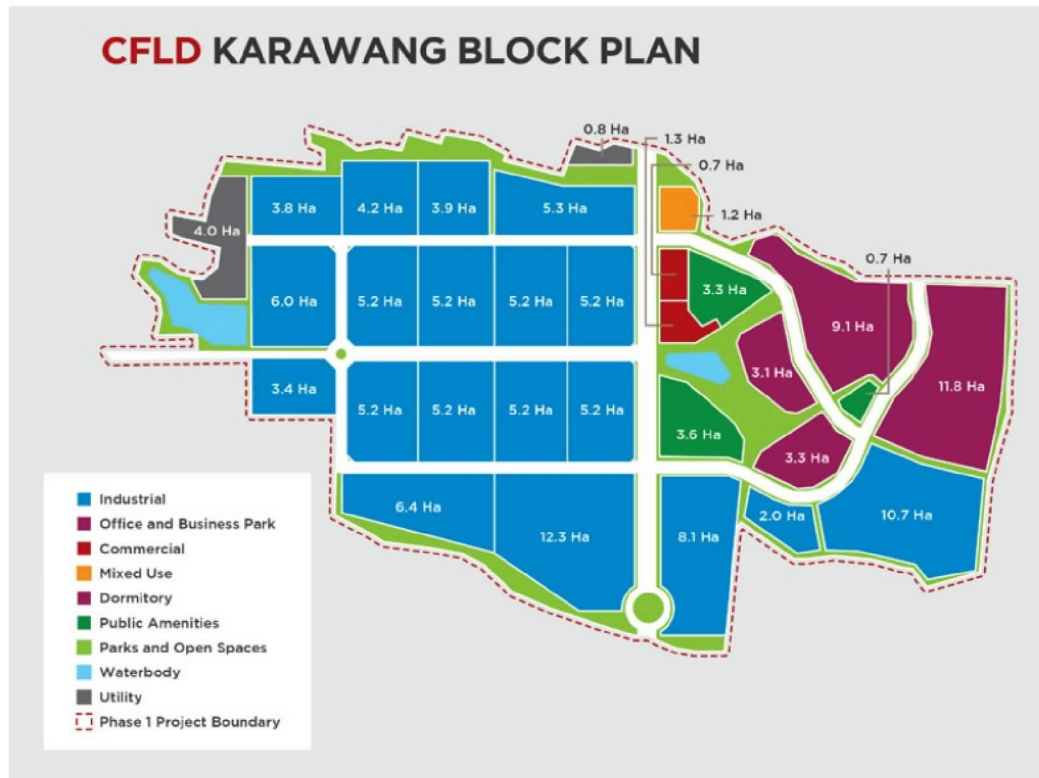 CFLD KARAWANG BLOCK PLAN
0.8 Ha
1.3 Ha
0.7 Ha
3.8 Ha
4.2 Ha
3.9 Ha
5.3 Ha
1.2 Ha
4.0 Ha
0.7 Ha
6.0 Ha
5.2 Ha
5.2 Ha
5.2 Ha
5.2 Ha
3.3 Ha
9.1 Ha
3.4 Ha
5.2 Ha
5.2 Ha
5.2 Ha
5.2 Ha
3.1 Ha
11.8 Ha
3.6 Ha
3.3 Ha
6.4 Ha
12.3 Ha
8.1 Ha
2.0 Ha
10.7 Ha
Industrial
Office and Business Park
Commercial
Mixed Use
Dormitory
Public Amenities
Parks and Open Spaces
Waterbody
Utility
Phase 1 Project Boundary